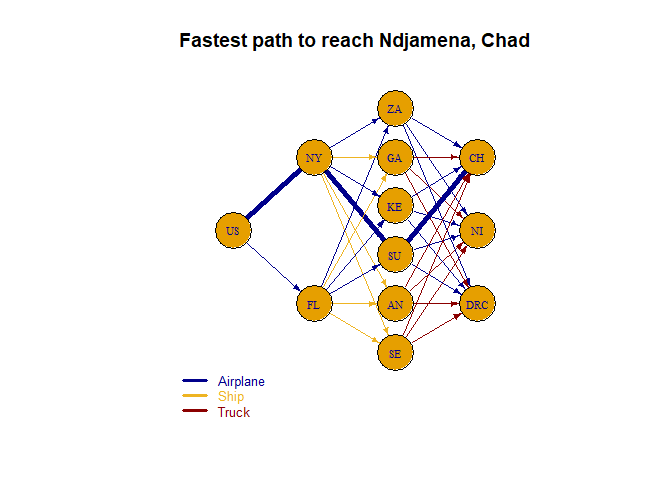 Fastest path to reach Ndjamena, Chad
ZA
NY
GA
CH
KE
US
NI
SU
FL
AN
DRC
SE
Airplane
Ship
Truck